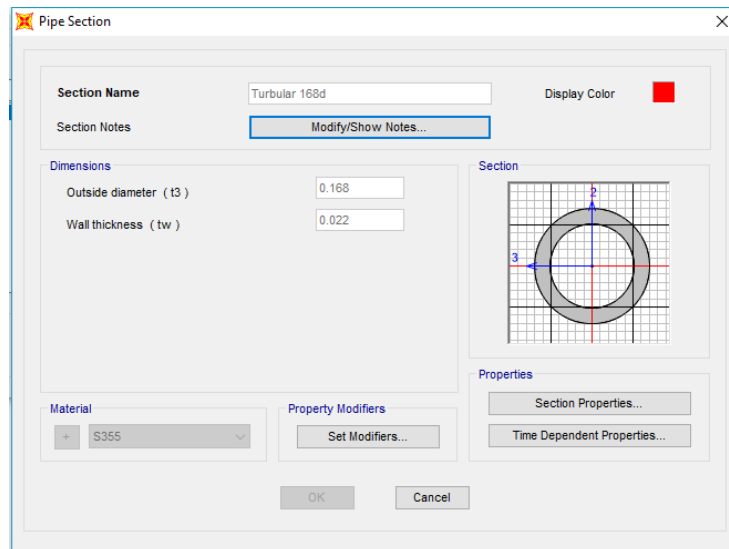 Pipe Section
Section Name
Turbular 168d
Display Color
Section Notes
Modify/Show Notes...
Dimensions
Outside diameter ( t3 )
0.168
Wall thickness ( tw )
0.022
Section
2
3
Properties
Section Properties...
Time Dependent Properties...
Material
+
S355
Property Modifiers
Set Modifiers...
OK
Cancel